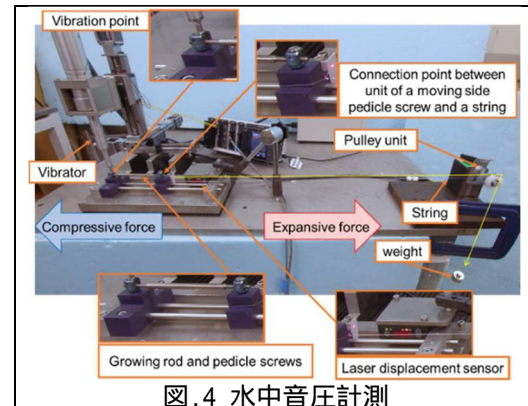 Vibration point
Connection point between
unit of a moving side
pedicle screw and a string
Pulley unit
Vibrator
String
Compressive force
Expansive force
weight
Growing rod and pedicle screws
Laser displacement sensor
図.4 水中音圧計測